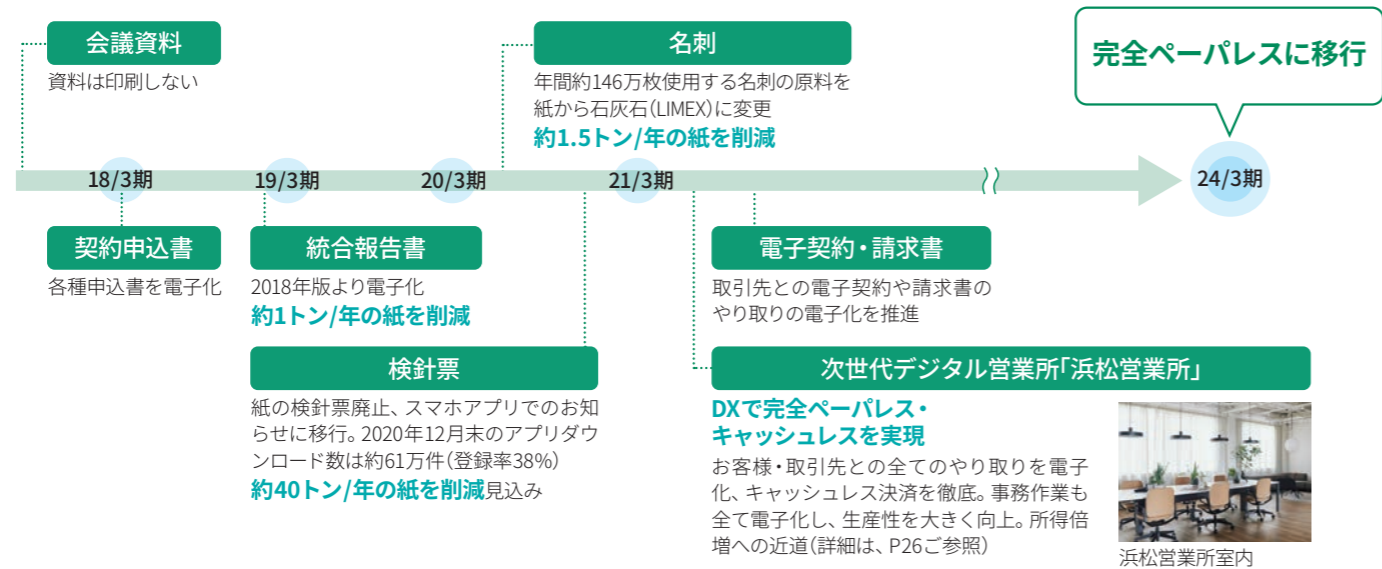 会議資料
資料は印刷しない
名刺
年間約146万枚使用する名刺の原料を
紙から石灰石(LIMEX)に変更
約1.5トン/年の紙を削減
完全ペーパレスに移行
18/3期
19/3期
20/3期
21/3期
24/3期
契約申込書
各種申込書を電子化
統合報告書
2018年版より電子化
約1トン/年の紙を削減
検針票
紙の検針票廃止、スマホアプリでのお知
らせに移行。2020年12月末のアプリダウ
ンロード数は約61万件(登録率38%)
約40トン/年の紙を削減見込み
電子契約・請求書
取引先との電子契約や請求書の
やり取りの電子化を推進
次世代デジタル営業所「浜松営業所」
DXで完全ペーパレス・
キャッシュレスを実現
お客様・取引先との全てのやり取りを電子
化、キャッシュレス決済を徹底。事務作業も
全て電子化し、生産性を大きく向上。所得倍
増への近道(詳細は、P26ご参照)
浜松営業所室内